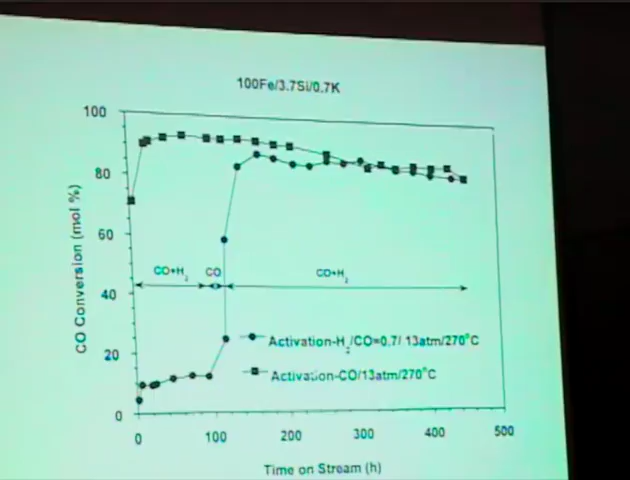 100Fe/3.7Si/0.7K
100
80
60
40
20
0
CO Conversion (mol %)
CO+H₂ CO CO+H₂
Activation-H₂/CO=0.7/ 13atm/270°C
Activation-CO/13atm/270°C
0 100 200 300 400 500
Time on Stream (h)